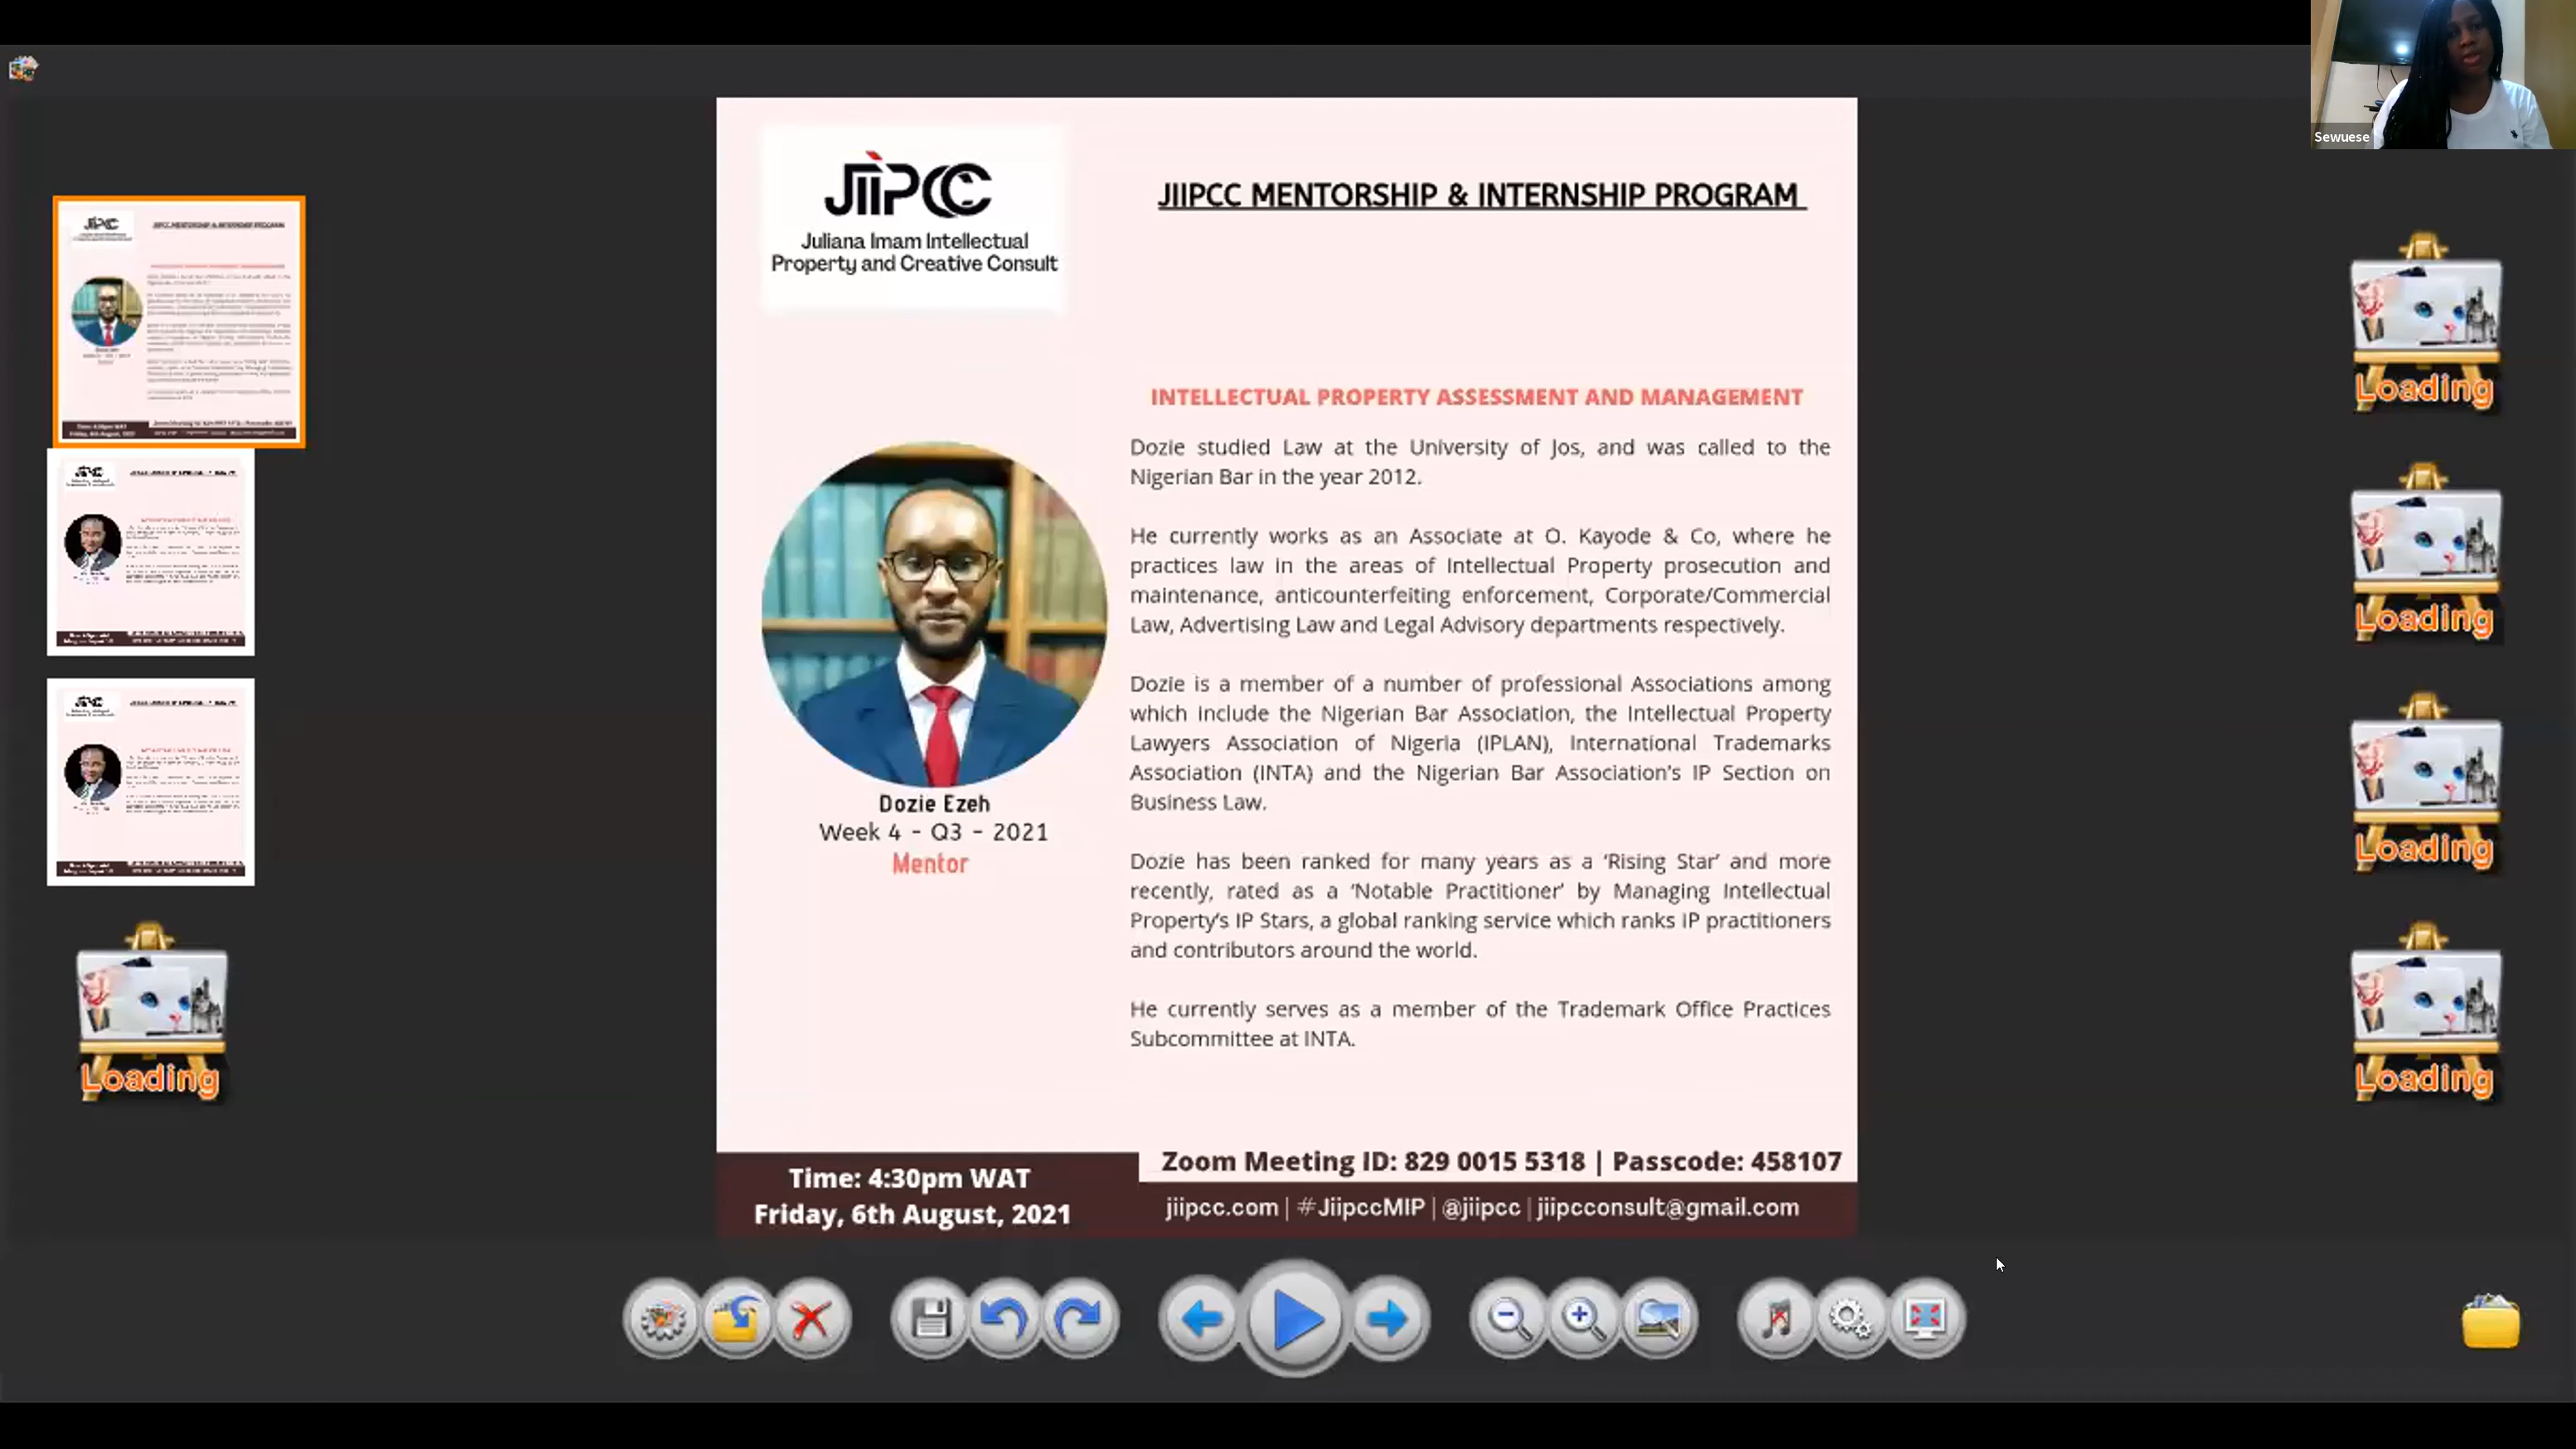 Sewuese
JIIPCC
Juliana Imam Intellectual
Property and Creative Consult
JIIPCC MENTORSHIP & INTERNSHIP PROGRAM
INTELLECTUAL PROPERTY ASSESSMENT AND MANAGEMENT
Dozie studied Law at the University of Jos, and was called to the
Nigerian Bar in the year 2012.
He currently works as an Associate at O. Kayode & Co, where he
practices law in the areas of Intellectual Property prosecution and
maintenance, anticounterfeiting enforcement, Corporate/Commercial
Law, Advertising Law and Legal Advisory departments respectively.
Dozie is a member of a number of professional Associations among
which include the Nigerian Bar Association, the Intellectual Property
Lawyers Association of Nigeria (IPLAN), International Trademarks
Association (INTA) and the Nigerian Bar Association's IP Section on
Business Law.
Dozie has been ranked for many years as a 'Rising Star' and more
recently, rated as a 'Notable Practitioner' by Managing Intellectual
Property's IP Stars, a global ranking service which ranks IP practitioners
and contributors around the world.
He currently serves as a member of the Trademark Office Practices
Subcommittee at INTA.
Dozie Ezeh
Week 4 - Q3 - 2021
Mentor
Time: 4:30pm WAT
Friday, 6th August, 2021
Zoom Meeting ID: 829 0015 5318 | Passcode: 458107
jiipcc.com | #JiipccMIP | @jiipcc | jiipcconsult@gmail.com
Loading
Loading
Loading
Loading
Loading